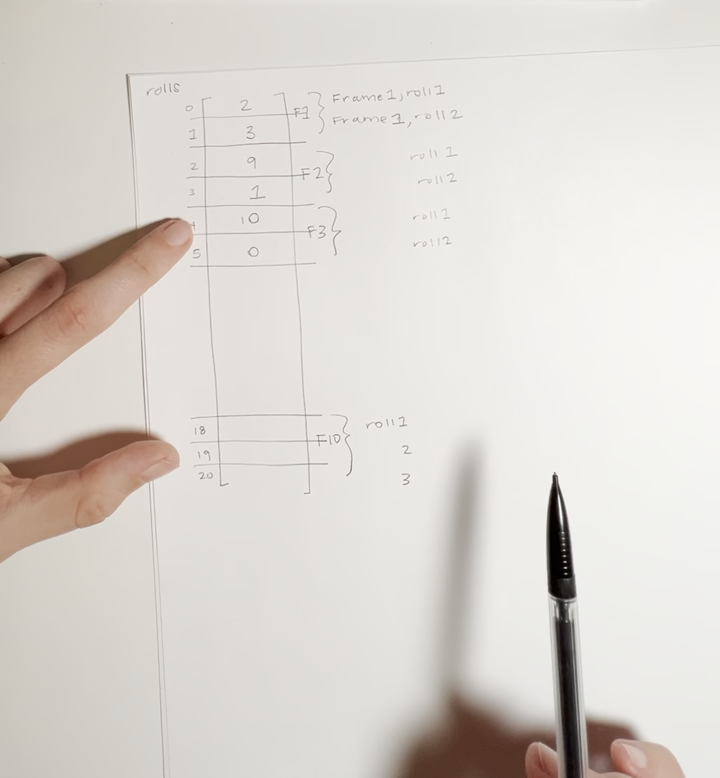 rolls
0 2 F1 Frame 1, roll 1
1 3 Frame 1, roll 2
2 9 F2 roll 1
3 1 roll 2
10 F3 roll 1
5 0 roll 2
18 F10 roll 1
19 2
20 3